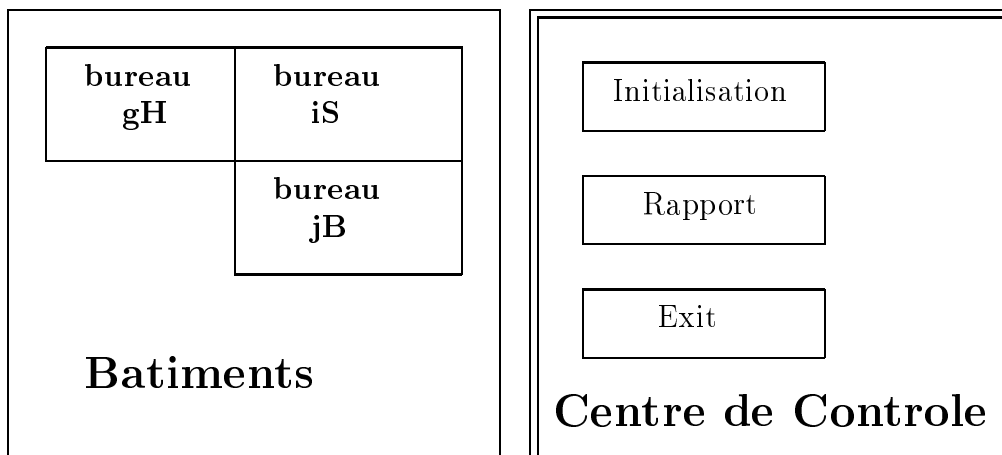 bureau
gH
bureau
iS
bureau
jB
Batiments
Initialisation
Rapport
Exit
Centre de Controle